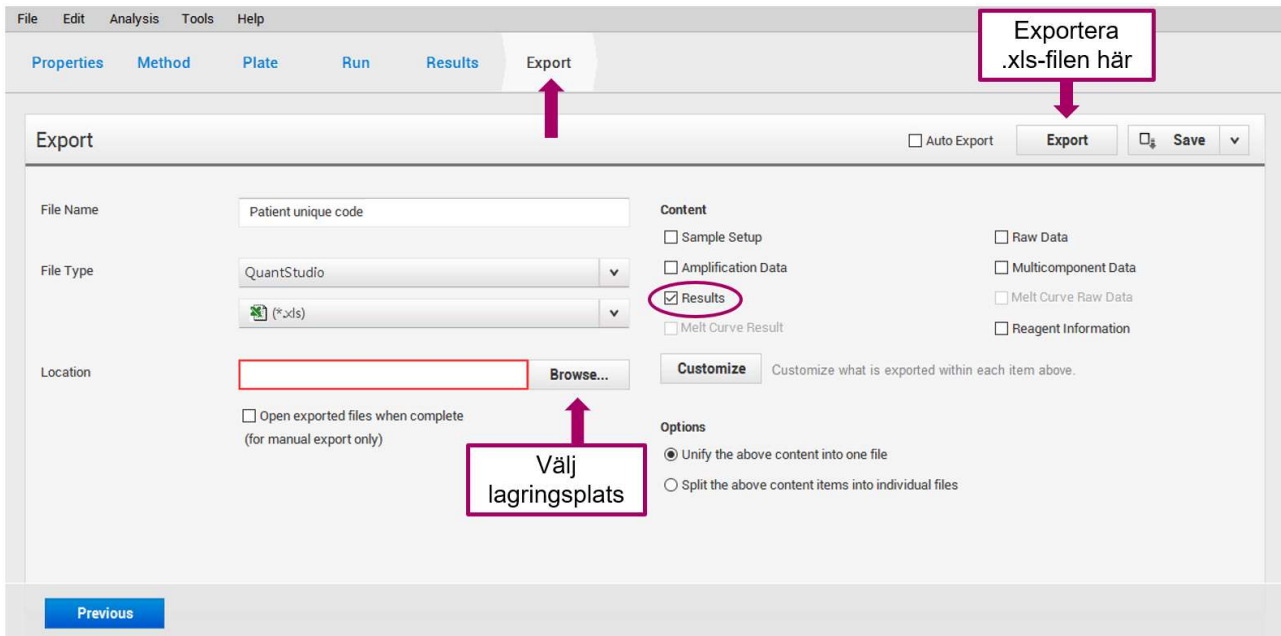 File Edit Analysis Tools Help
Exportera
.xls-filen här
Properties Method Plate Run Results Export
Export
Auto Export
Export
Save
File Name
Patient unique code
File Type
QuantStudio
(*.xls)
Location
Browse...
Open exported files when complete
(for manual export only)
Välj
lagringsplats
Content
Sample Setup Raw Data
Amplification Data Multicomponent Data
Results Melt Curve Raw Data
Melt Curve Result Reagent Information
Customize Customize what is exported within each item above.
Options
Unify the above content into one file
Split the above content items into individual files
Previous